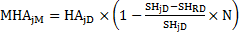 MHA_jM = HA_jD × (1 − (SH_jD − SH_RD)/SH_jD × N)